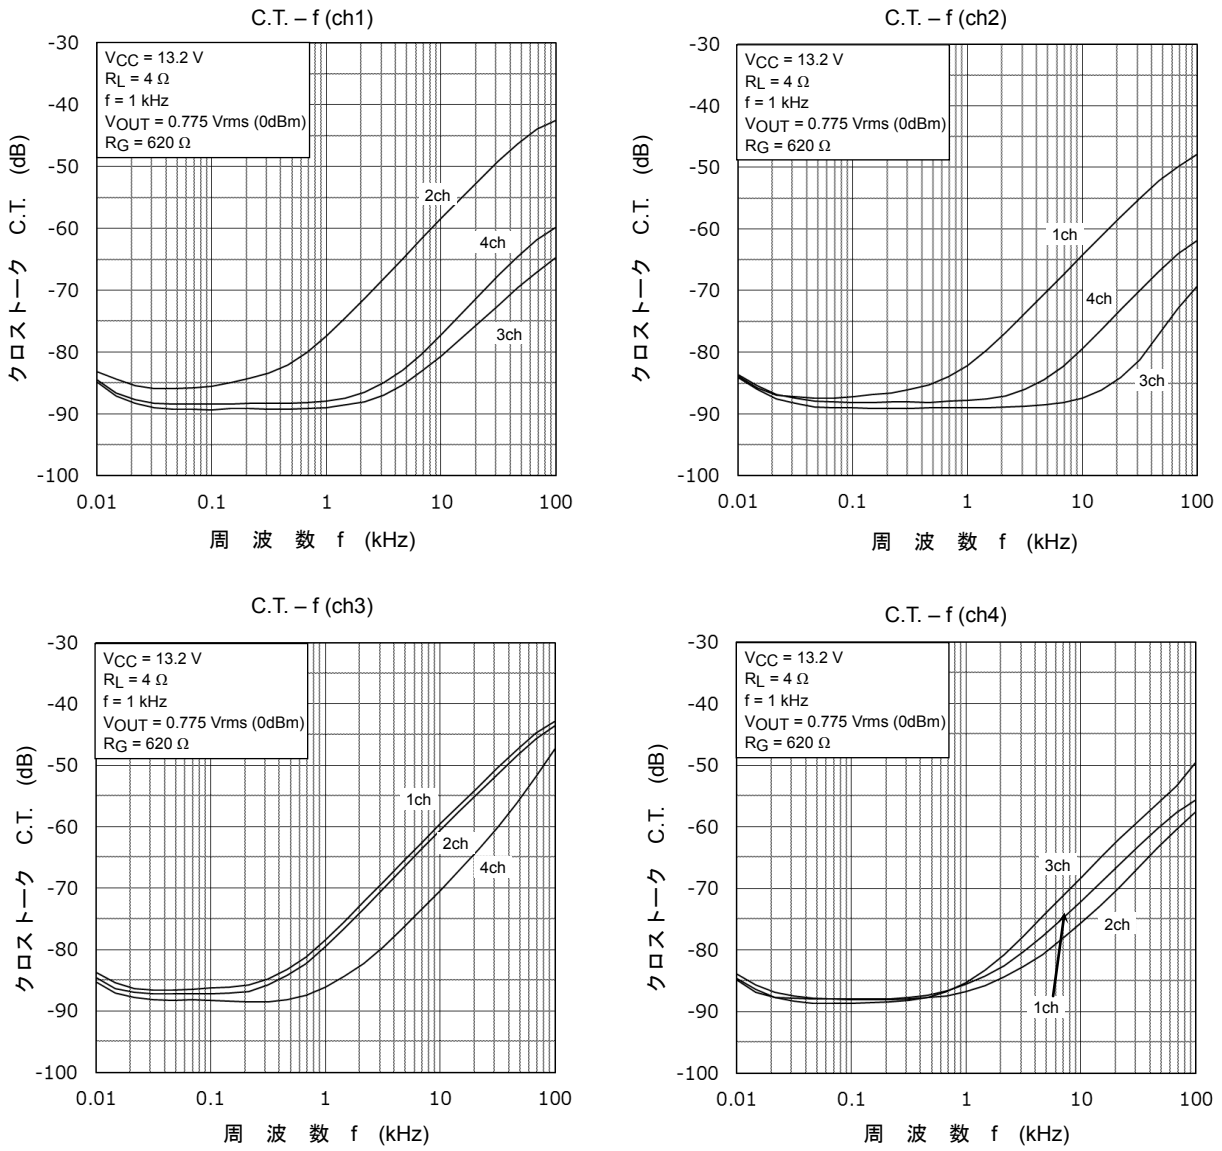 C.T. – f (ch1)
クロストーク C.T. (dB)
-30
-40
-50
-60
-70
-80
-90
-100
VCC = 13.2 V
RL = 4 Ω
f = 1 kHz
VOUT = 0.775 Vrms (0dBm)
RG = 620 Ω
2ch
4ch
3ch
0.01
0.1
1
10
100
周波数 f (kHz)
C.T. – f (ch2)
クロストーク C.T. (dB)
-30
-40
-50
-60
-70
-80
-90
-100
VCC = 13.2 V
RL = 4 Ω
f = 1 kHz
VOUT = 0.775 Vrms (0dBm)
RG = 620 Ω
1ch
4ch
3ch
0.01
0.1
1
10
100
周波数 f (kHz)
C.T. – f (ch3)
クロストーク C.T. (dB)
-30
-40
-50
-60
-70
-80
-90
-100
VCC = 13.2 V
RL = 4 Ω
f = 1 kHz
VOUT = 0.775 Vrms (0dBm)
RG = 620 Ω
1ch
2ch
4ch
0.01
0.1
1
10
100
周波数 f (kHz)
C.T. – f (ch4)
クロストーク C.T. (dB)
-30
-40
-50
-60
-70
-80
-90
-100
VCC = 13.2 V
RL = 4 Ω
f = 1 kHz
VOUT = 0.775 Vrms (0dBm)
RG = 620 Ω
3ch
2ch
1ch
0.01
0.1
1
10
100
周波数 f (kHz)